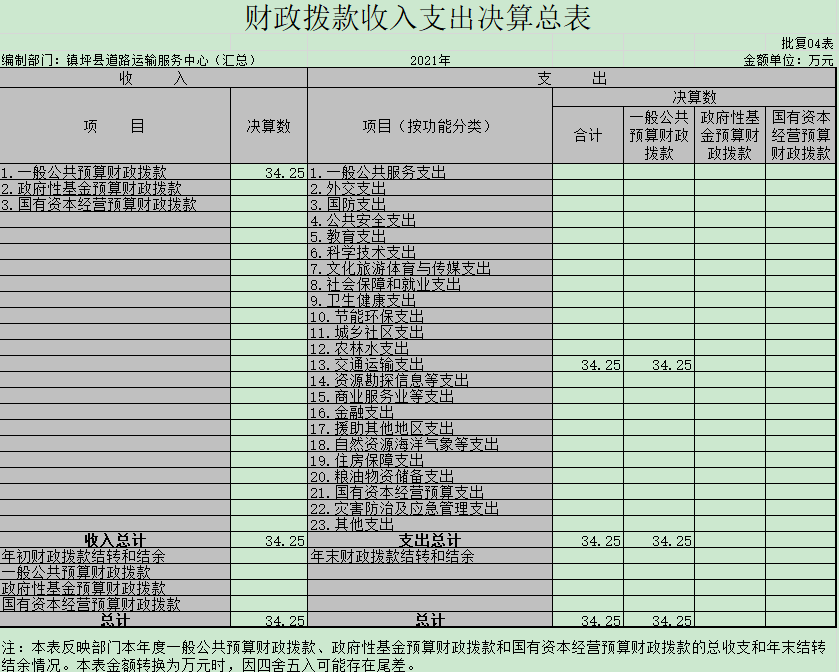 财政拨款收入支出决算总表
批复04表
编制部门：镇坪县道路运输服务中心（汇总） 2021年 金额单位：万元
收 入 支 出
项 目 决算数 项目（按功能分类） 决算数
合计 一般公共预算财政拨款 政府性基金预算财政拨款 国有资本经营预算财政拨款
1.一般公共预算财政拨款 34.25 1.一般公共服务支出
2.政府性基金预算财政拨款 2.外交支出
3.国有资本经营预算财政拨款 3.国防支出
4.公共安全支出
5.教育支出
6.科学技术支出
7.文化旅游体育与传媒支出
8.社会保障和就业支出
9.卫生健康支出
10.节能环保支出
11.城乡社区支出
12.农林水支出
13.交通运输支出 34.25 34.25
14.资源勘探信息等支出
15.商业服务业等支出
16.金融支出
17.援助其他地区支出
18.自然资源海洋气象等支出
19.住房保障支出
20.粮油物资储备支出
21.国有资本经营预算支出
22.灾害防治及应急管理支出
23.其他支出
收入总计 34.25 支出总计 34.25 34.25
年初财政拨款结转和结余 年末财政拨款结转和结余
一般公共预算财政拨款
政府性基金预算财政拨款
国有资本经营预算财政拨款
总计 34.25 总计 34.25 34.25
注：本表反映部门本年度一般公共预算财政拨款、政府性基金预算财政拨款和国有资本经营预算财政拨款的总收支和年末结转
结余情况。本表金额转换为万元时，因四舍五入可能存在尾差。